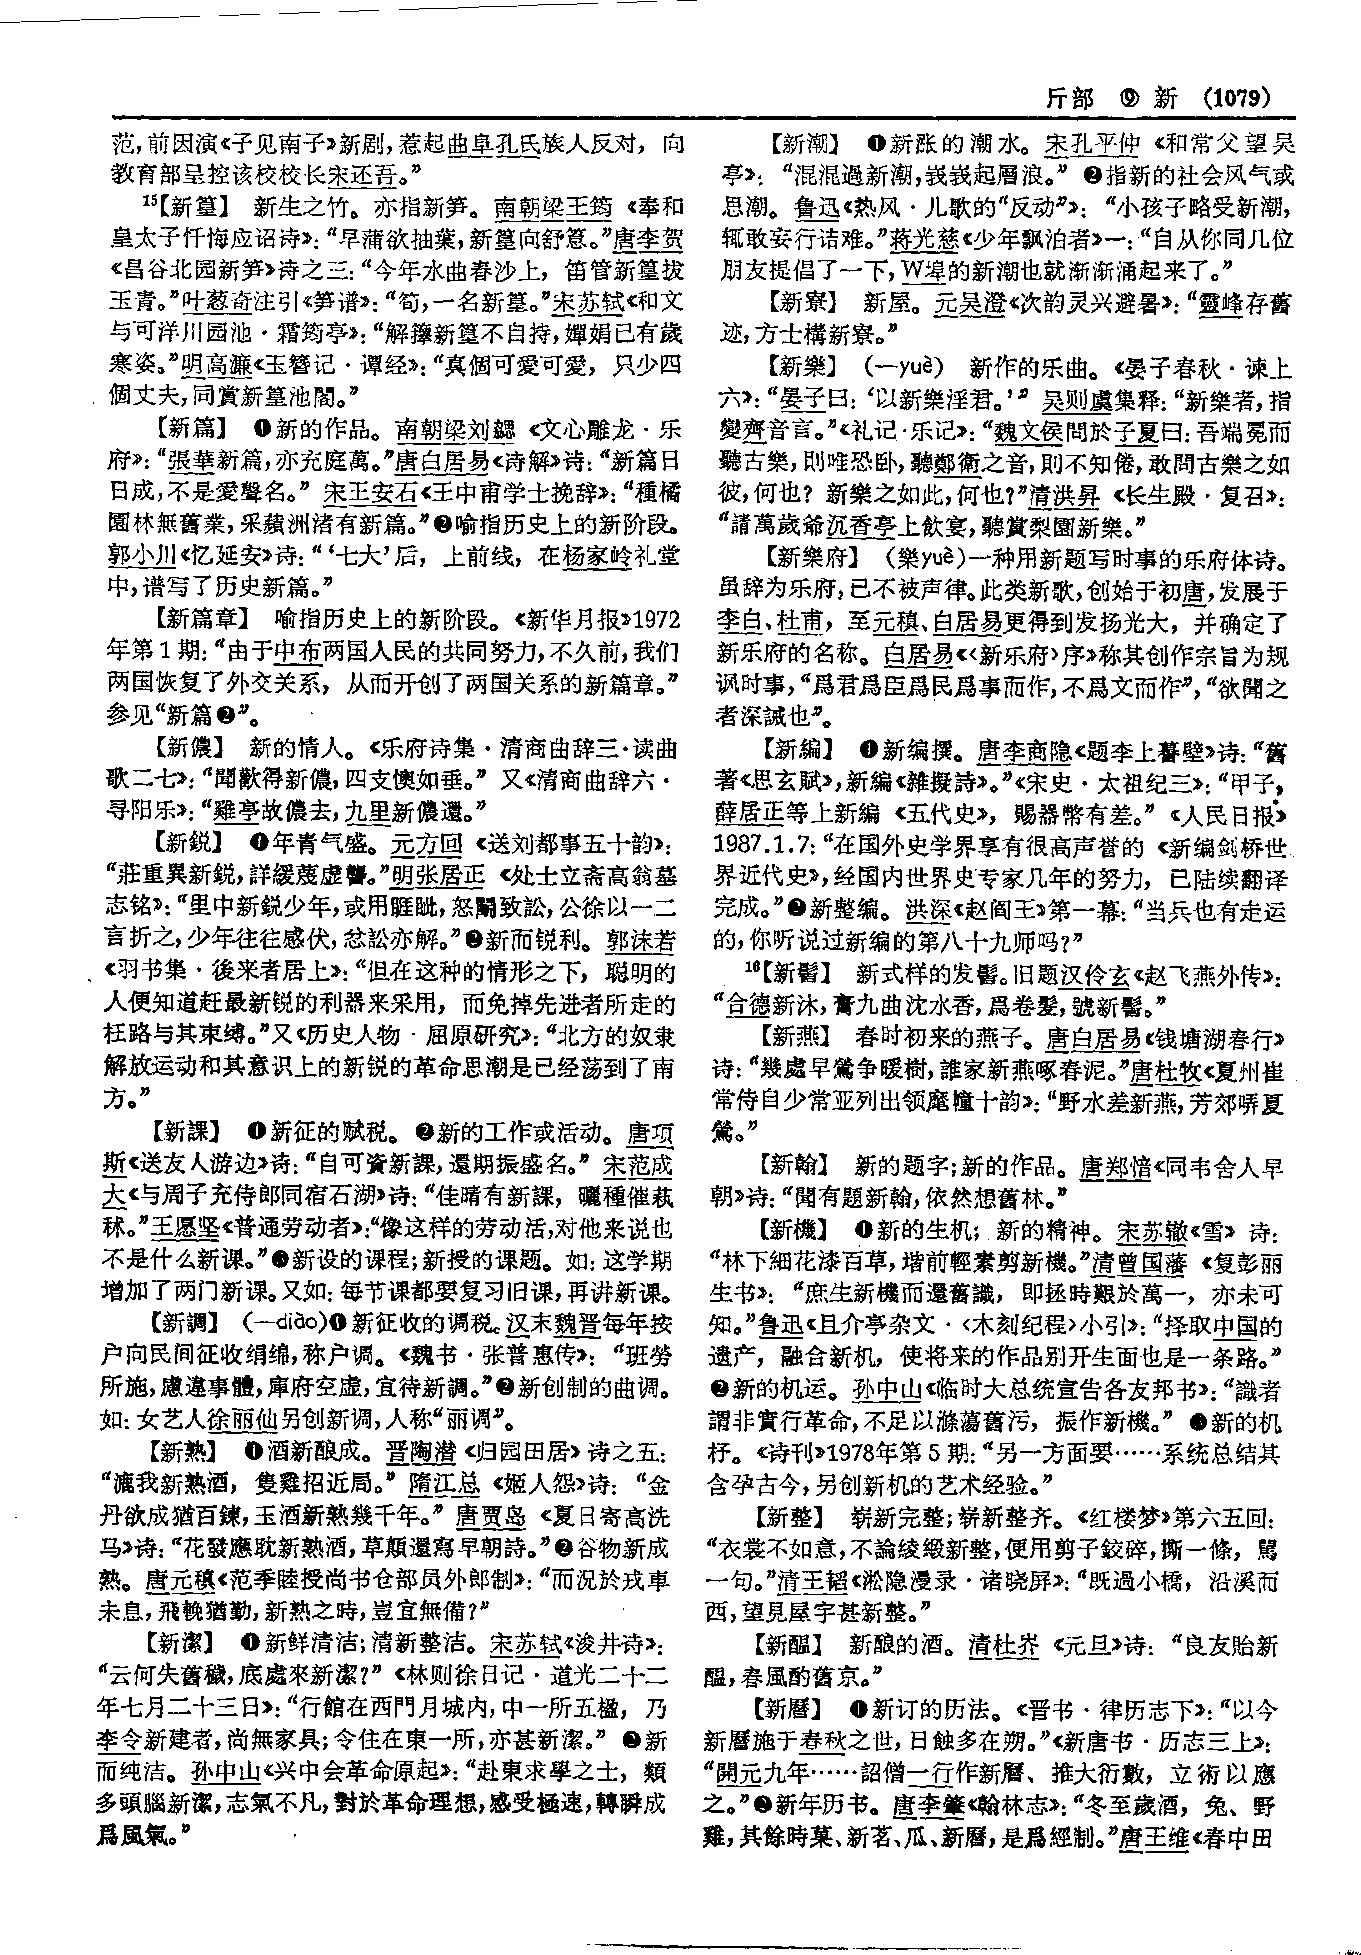 斤部 ⑨ 新 (1079)
范,前因演《子见南子》新剧,惹起曲阜孔氏族人反对, 向
教育部呈控该校校长宋还吾。”
¹⁵【新篁】 新生之竹。亦指新笋。南朝梁王筠《奉和
皇太子忏悔应诏诗》:“早蒲欲抽葉,新篁向舒篸。”唐李贺
《昌谷北园新笋》诗之三:“今年水曲春沙上, 笛管新篁拔
玉青。”叶葱奇注引《笋谱》:“筍,一名新篁。”宋苏轼《和文
与可洋川园池·霜筠亭》:“解籜新篁不自持,嬋娟已有歲
寒姿。”明高濂《玉簪记·谭经》:“真個可愛可愛, 只少四
個丈夫,同賞新篁池閣。”
【新篇】 ❶新的作品。南朝梁刘勰《文心雕龙·乐
府》:“張華新篇,亦充庭萬。”唐白居易《诗解》诗:“新篇日
日成,不是愛聲名。” 宋王安石《王中甫学士挽辞》:“種橘
園林無舊業,采蘋洲渚有新篇。”❷喻指历史上的新阶段。
郭小川《忆延安》诗:“‘七大’后, 上前线, 在杨家岭礼堂
中,谱写了历史新篇。”
【新篇章】 喻指历史上的新阶段。《新华月报》1972
年第1期:“由于中布两国人民的共同努力,不久前,我们
两国恢复了外交关系, 从而开创了两国关系的新篇章。”
参见“新篇❷”。
【新儂】 新的情人。《乐府诗集·清商曲辞三·读曲
歌二七》:“聞歡得新儂,四支懊如垂。” 又《清商曲辞六·
寻阳乐》:“雞亭故儂去,九里新儂還。”
【新鋭】 ❶年青气盛。元方回《送刘都事五十韵》:
“莊重異新鋭,詳緩蔑虚響。”明张居正《处士立斋高翁墓
志铭》:“里中新鋭少年,或用睚眦,怒鬭致訟,公徐以一二
言折之,少年往往感伏,忿訟亦解。”❷新而锐利。郭沫若
《羽书集·後来者居上》:“但在这种的情形之下, 聪明的
人便知道赶最新锐的利器来采用, 而免掉先进者所走的
枉路与其束缚。”又《历史人物·屈原研究》:“北方的奴隶
解放运动和其意识上的新锐的革命思潮是已经荡到了南
方。”
【新課】 ❶新征的赋税。❷新的工作或活动。唐项
斯《送友人游边》诗:“自可資新課,還期振盛名。” 宋范成
大《与周子充侍郎同宿石湖》诗:“佳晴有新課, 曬種催萟
秫。”王愿坚《普通劳动者》:“像这样的劳动活,对他来说也
不是什么新课。”❸新设的课程;新授的课题。如: 这学期
增加了两门新课。又如: 每节课都要复习旧课,再讲新课。
【新調】 (—diào)❶新征收的调税。汉末魏晋每年按
户向民间征收绢绵,称户调。《魏书·张普惠传》: “班勞
所施,慮違事體,庫府空虚,宜待新調。”❷新创制的曲调。
如: 女艺人徐丽仙另创新调,人称“丽调”。
【新熟】 ❶酒新酿成。晋陶潜《归园田居》诗之五:
“漉我新熟酒, 隻雞招近局。” 隋江总《姬人怨》诗: “金
丹欲成猶百鍊,玉酒新熟幾千年。” 唐贾岛《夏日寄高洗
马》诗:“花發應耽新熟酒,草顛還寫早朝詩。”❷谷物新成
熟。唐元稹《范季睦授尚书仓部员外郎制》:“而況於戎車
未息,飛輓猶勤,新熟之時,豈宜無備?”
【新潔】 ❶新鲜清洁;清新整洁。宋苏轼《浚井诗》:
“云何失舊穢,底處來新潔?” 《林则徐日记·道光二十二
年七月二十三日》:“行館在西門月城内,中一所五楹, 乃
李令新建者,尚無家具;令住在東一所,亦甚新潔。” ❷新
而纯洁。孙中山《兴中会革命原起》:“赴東求學之士, 類
多頭腦新潔,志氣不凡,對於革命理想,感受極速,轉瞬成
爲風氣。”
【新潮】 ❶新涨的潮水。宋孔平仲《和常父望吴
亭》: “混混過新潮,峩峩起層浪。” ❷指新的社会风气或
思潮。鲁迅《热风·儿歌的“反动”》: “小孩子略受新潮,
辄敢妄行诘难。”蒋光慈《少年飘泊者》一:“自从你同几位
朋友提倡了一下,W埠的新潮也就渐渐涌起来了。”
【新寮】 新屋。元吴澄《次韵灵兴避暑》:“靈峰存舊
迹,方士構新寮。”
【新樂】 (—yuè) 新作的乐曲。《晏子春秋·谏上
六》:“晏子曰: ‘以新樂淫君。’” 吴则虞集释:“新樂者,指
變齊音言。”《礼记·乐记》:“魏文侯問於子夏曰:吾端冕而
聽古樂,則唯恐卧,聽鄭衛之音,則不知倦,敢問古樂之如
彼,何也? 新樂之如此,何也?”清洪昇《长生殿·复召》:
“請萬歲爺沉香亭上飲宴,聽賞梨園新樂。”
【新樂府】 (樂yuè)一种用新题写时事的乐府体诗。
虽辞为乐府,已不被声律。此类新歌,创始于初唐,发展于
李白、杜甫, 至元稹、白居易更得到发扬光大, 并确定了
新乐府的名称。白居易《〈新乐府〉序》称其创作宗旨为规
讽时事,“爲君爲臣爲民爲事而作,不爲文而作”,“欲聞之
者深誡也”。
【新編】 ❶新编撰。唐李商隐《题李上謩壁》诗:“舊
著《思玄賦》,新編《雜擬詩》。”《宋史·太祖纪三》:“甲子,
薛居正等上新編《五代史》, 賜器幣有差。” 《人民日报》
1987.1.7:“在国外史学界享有很高声誉的《新编剑桥世
界近代史》,经国内世界史专家几年的努力, 已陆续翻译
完成。”❷新整编。洪深《赵阎王》第一幕:“当兵也有走运
的,你听说过新编的第八十九师吗?”
¹⁶【新髻】 新式样的发髻。旧题汉伶玄《赵飞燕外传》:
“合德新沐,膏九曲沈水香,爲卷髮,號新髻。”
【新燕】 春时初来的燕子。唐白居易《钱塘湖春行》
诗:“幾處早鶯争暖樹,誰家新燕啄春泥。”唐杜牧《夏州崔
常侍自少常亚列出领麾幢十韵》:“野水差新燕,芳郊哢夏
鶯。”
【新翰】 新的题字;新的作品。唐郑愔《同韦舍人早
朝》诗:“聞有題新翰,依然想舊林。”
【新機】 ❶新的生机; 新的精神。宋苏辙《雪》 诗:
“林下細花漆百草,堦前輕素剪新機。”清曾国藩《复彭丽
生书》: “庶生新機而還舊識, 即拯時艱於萬一, 亦未可
知。”鲁迅《且介亭杂文·〈木刻纪程〉小引》:“择取中国的
遗产, 融合新机, 使将来的作品别开生面也是一条路。”
❷新的机运。孙中山《临时大总统宣告各友邦书》:“識者
謂非實行革命,不足以滌蕩舊污, 振作新機。” ❸新的机
杼。《诗刊》1978年第5期:“另一方面要……系统总结其
含孕古今,另创新机的艺术经验。”
【新整】 崭新完整;崭新整齐。《红楼梦》第六五回:
“衣裳不如意,不論綾緞新整,便用剪子鉸碎,撕一條, 駡
一句。”清王韬《淞隐漫录·诸晓屏》:“既過小橋, 沿溪而
西,望見屋宇甚新整。”
【新醖】 新酿的酒。清杜岕《元旦》诗: “良友貽新
醖,春風酌舊京。”
【新曆】 ❶新订的历法。《晋书·律历志下》:“以今
新曆施于春秋之世,日蝕多在朔。”《新唐书·历志三上》:
“開元九年……詔僧一行作新曆、推大衍數, 立術以應
之。”❷新年历书。唐李肇《翰林志》:“冬至歲酒, 兔、野
雞,其餘時菓、新茗、瓜、新曆,是爲經制。”唐王维《春中田